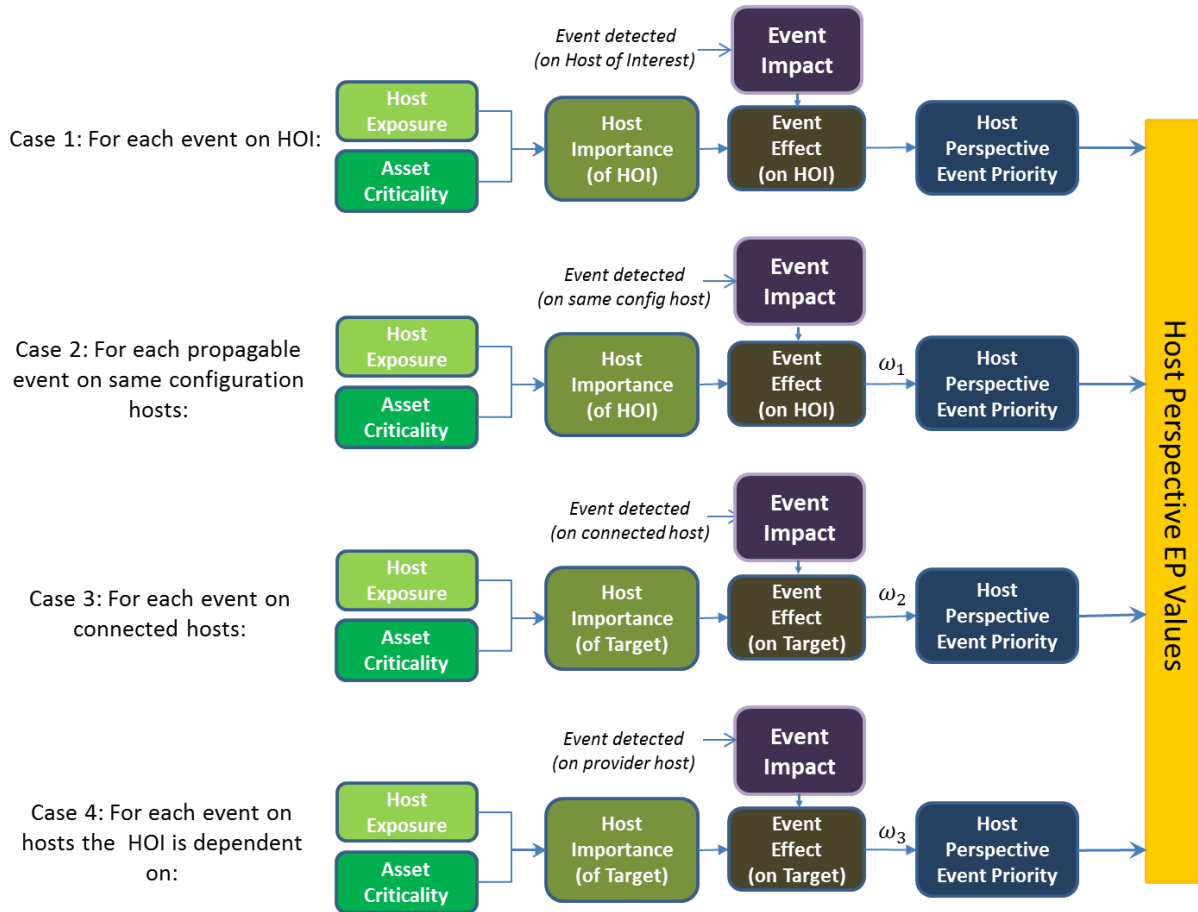 Event detected
(on Host of Interest)
Event
Impact
Case 1: For each event on HOI:
Host
Exposure
Asset
Criticality
Host
Importance
(of HOI)
Event
Effect
(on HOI)
Host
Perspective
Event Priority
Event detected
(on same config host)
Event
Impact
Case 2: For each propagable
event on same configuration
hosts:
Host
Exposure
Asset
Criticality
Host
Importance
(of HOI)
Event
Effect
(on HOI)
ω1
Host
Perspective
Event Priority
Event detected
(on connected host)
Event
Impact
Case 3: For each event on
connected hosts:
Host
Exposure
Asset
Criticality
Host
Importance
(of Target)
Event
Effect
(on Target)
ω2
Host
Perspective
Event Priority
Event detected
(on provider host)
Event
Impact
Case 4: For each event on
hosts the HOI is dependent
on:
Host
Exposure
Asset
Criticality
Host
Importance
(of Target)
Event
Effect
(on Target)
ω3
Host
Perspective
Event Priority
Host Perspective EP Values